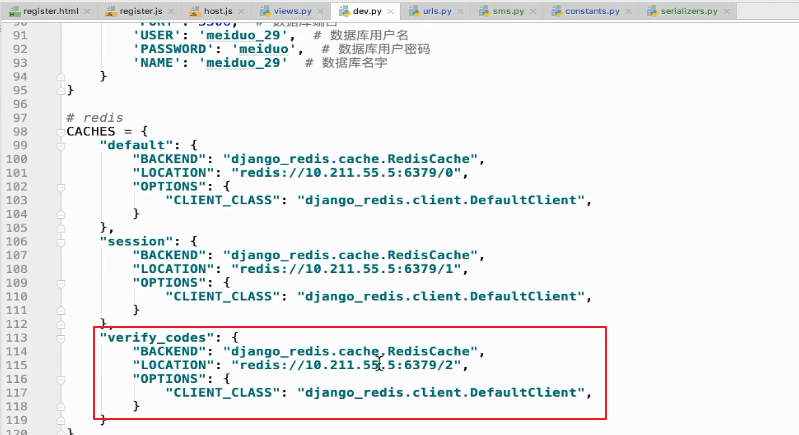 register.html register.js host.js views.py dev.py urls.py sms.py constants.py serializers.py
91 'USER': 'meiduo_29', # 数据库用户名
92 'PASSWORD': 'meiduo', # 数据库用户密码
93 'NAME': 'meiduo_29' # 数据库名字
94 }
95 }
96
97 # redis
98 CACHES = {
99 "default": {
100 "BACKEND": "django_redis.cache.RedisCache",
101 "LOCATION": "redis://10.211.55.5:6379/0",
102 "OPTIONS": {
103 "CLIENT_CLASS": "django_redis.client.DefaultClient",
104 }
105 },
106 "session": {
107 "BACKEND": "django_redis.cache.RedisCache",
108 "LOCATION": "redis://10.211.55.5:6379/1",
109 "OPTIONS": {
110 "CLIENT_CLASS": "django_redis.client.DefaultClient",
111 }
112 },
113 "verify_codes": {
114 "BACKEND": "django_redis.cache.RedisCache",
115 "LOCATION": "redis://10.211.55.5:6379/2",
116 "OPTIONS": {
117 "CLIENT_CLASS": "django_redis.client.DefaultClient",
118 }
119 }
120 }